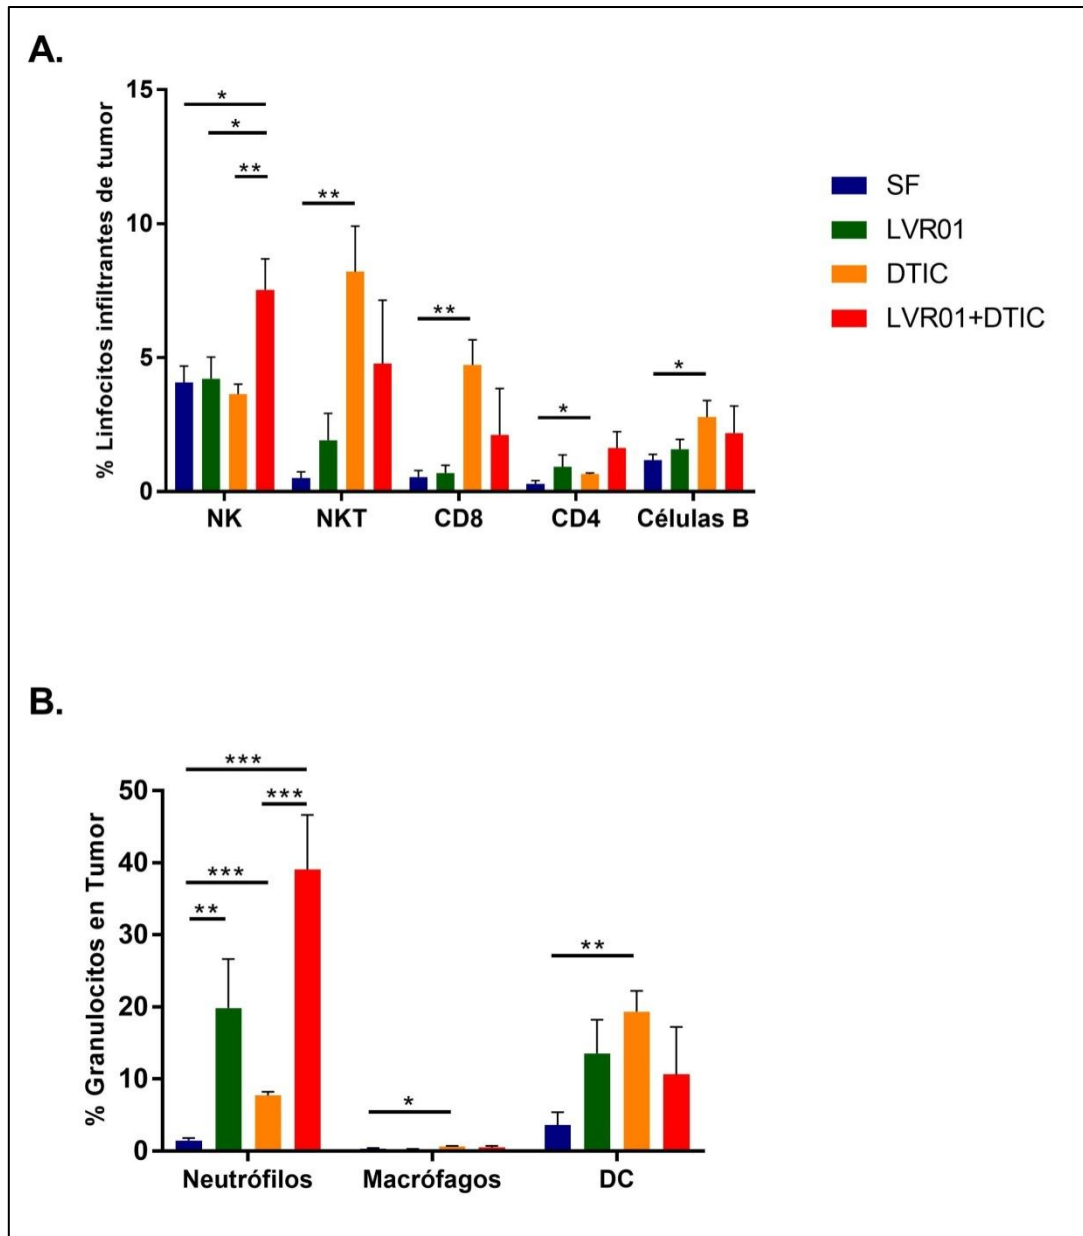 A.
% Linfocitos infiltrantes de tumor
15
10
5
0
*
*
**
**
**
*
*
NK
NKT
CD8
CD4
Células B
SF
LVR01
DTIC
LVR01+DTIC
B.
% Granulocitos en Tumor
50
40
30
20
10
0
***
***
***
**
*
**
Neutrófilos
Macrófagos
DC